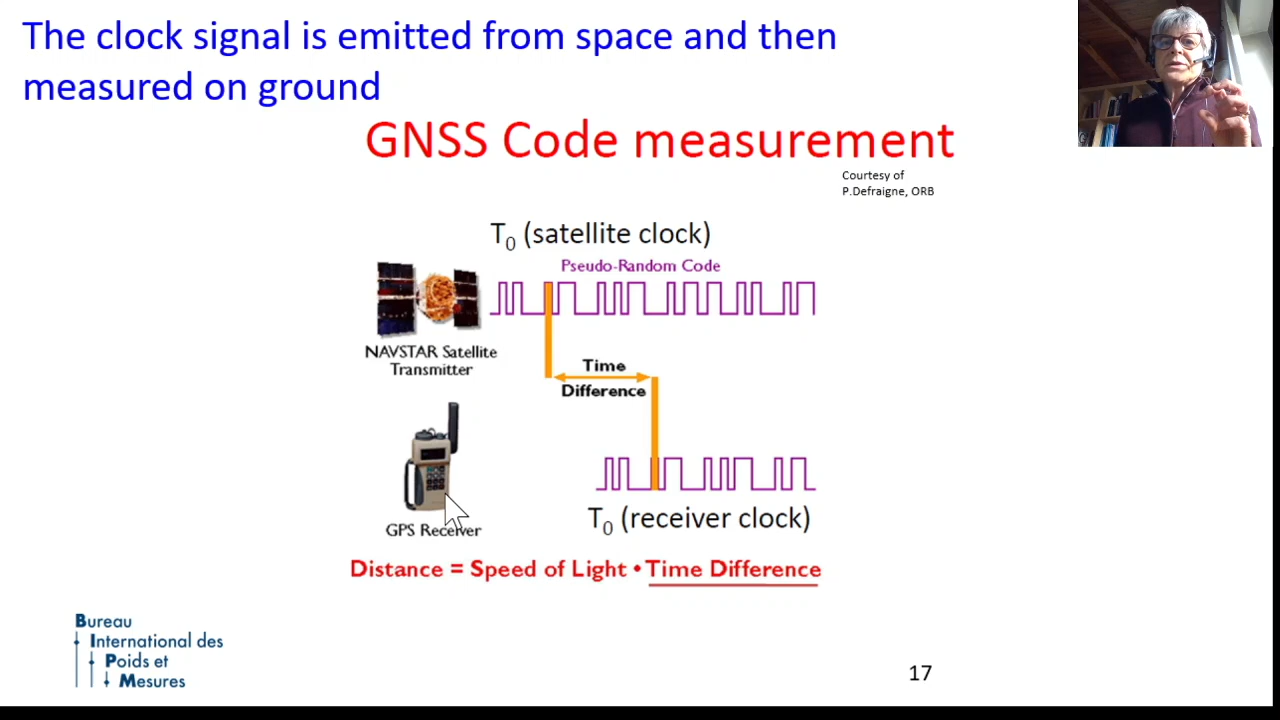 The clock signal is emitted from space and then
measured on ground
GNSS Code measurement
Courtesy of
P.Defraigne, ORB
T0 (satellite clock)
Pseudo-Random Code
NAVSTAR Satellite
Transmitter
Time
Difference
GPS Receiver
T0 (receiver clock)
Distance = Speed of Light • Time Difference
Bureau
International des
Poids et
Mesures
17